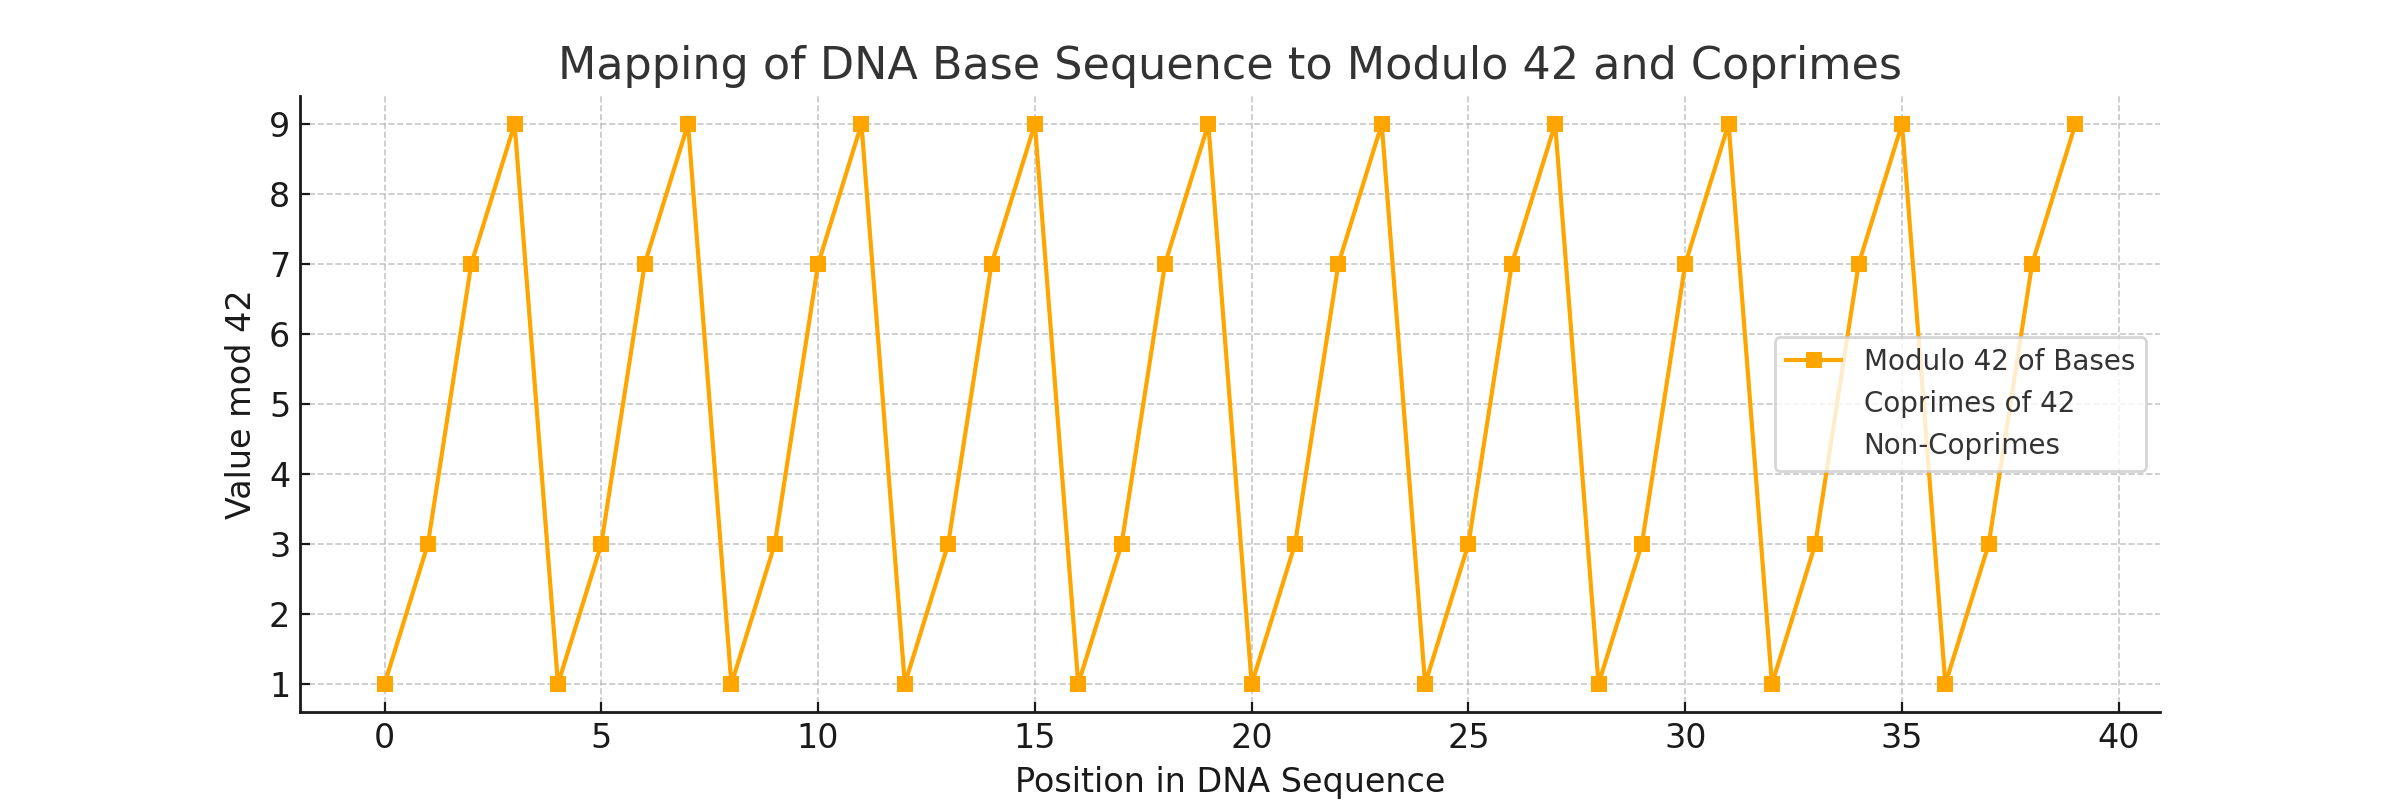 Mapping of DNA Base Sequence to Modulo 42 and Coprimes
Value mod 42
9
8
7
6
5
4
3
2
1
Modulo 42 of Bases
Coprimes of 42
Non-Coprimes
0 5 10 15 20 25 30 35 40
Position in DNA Sequence